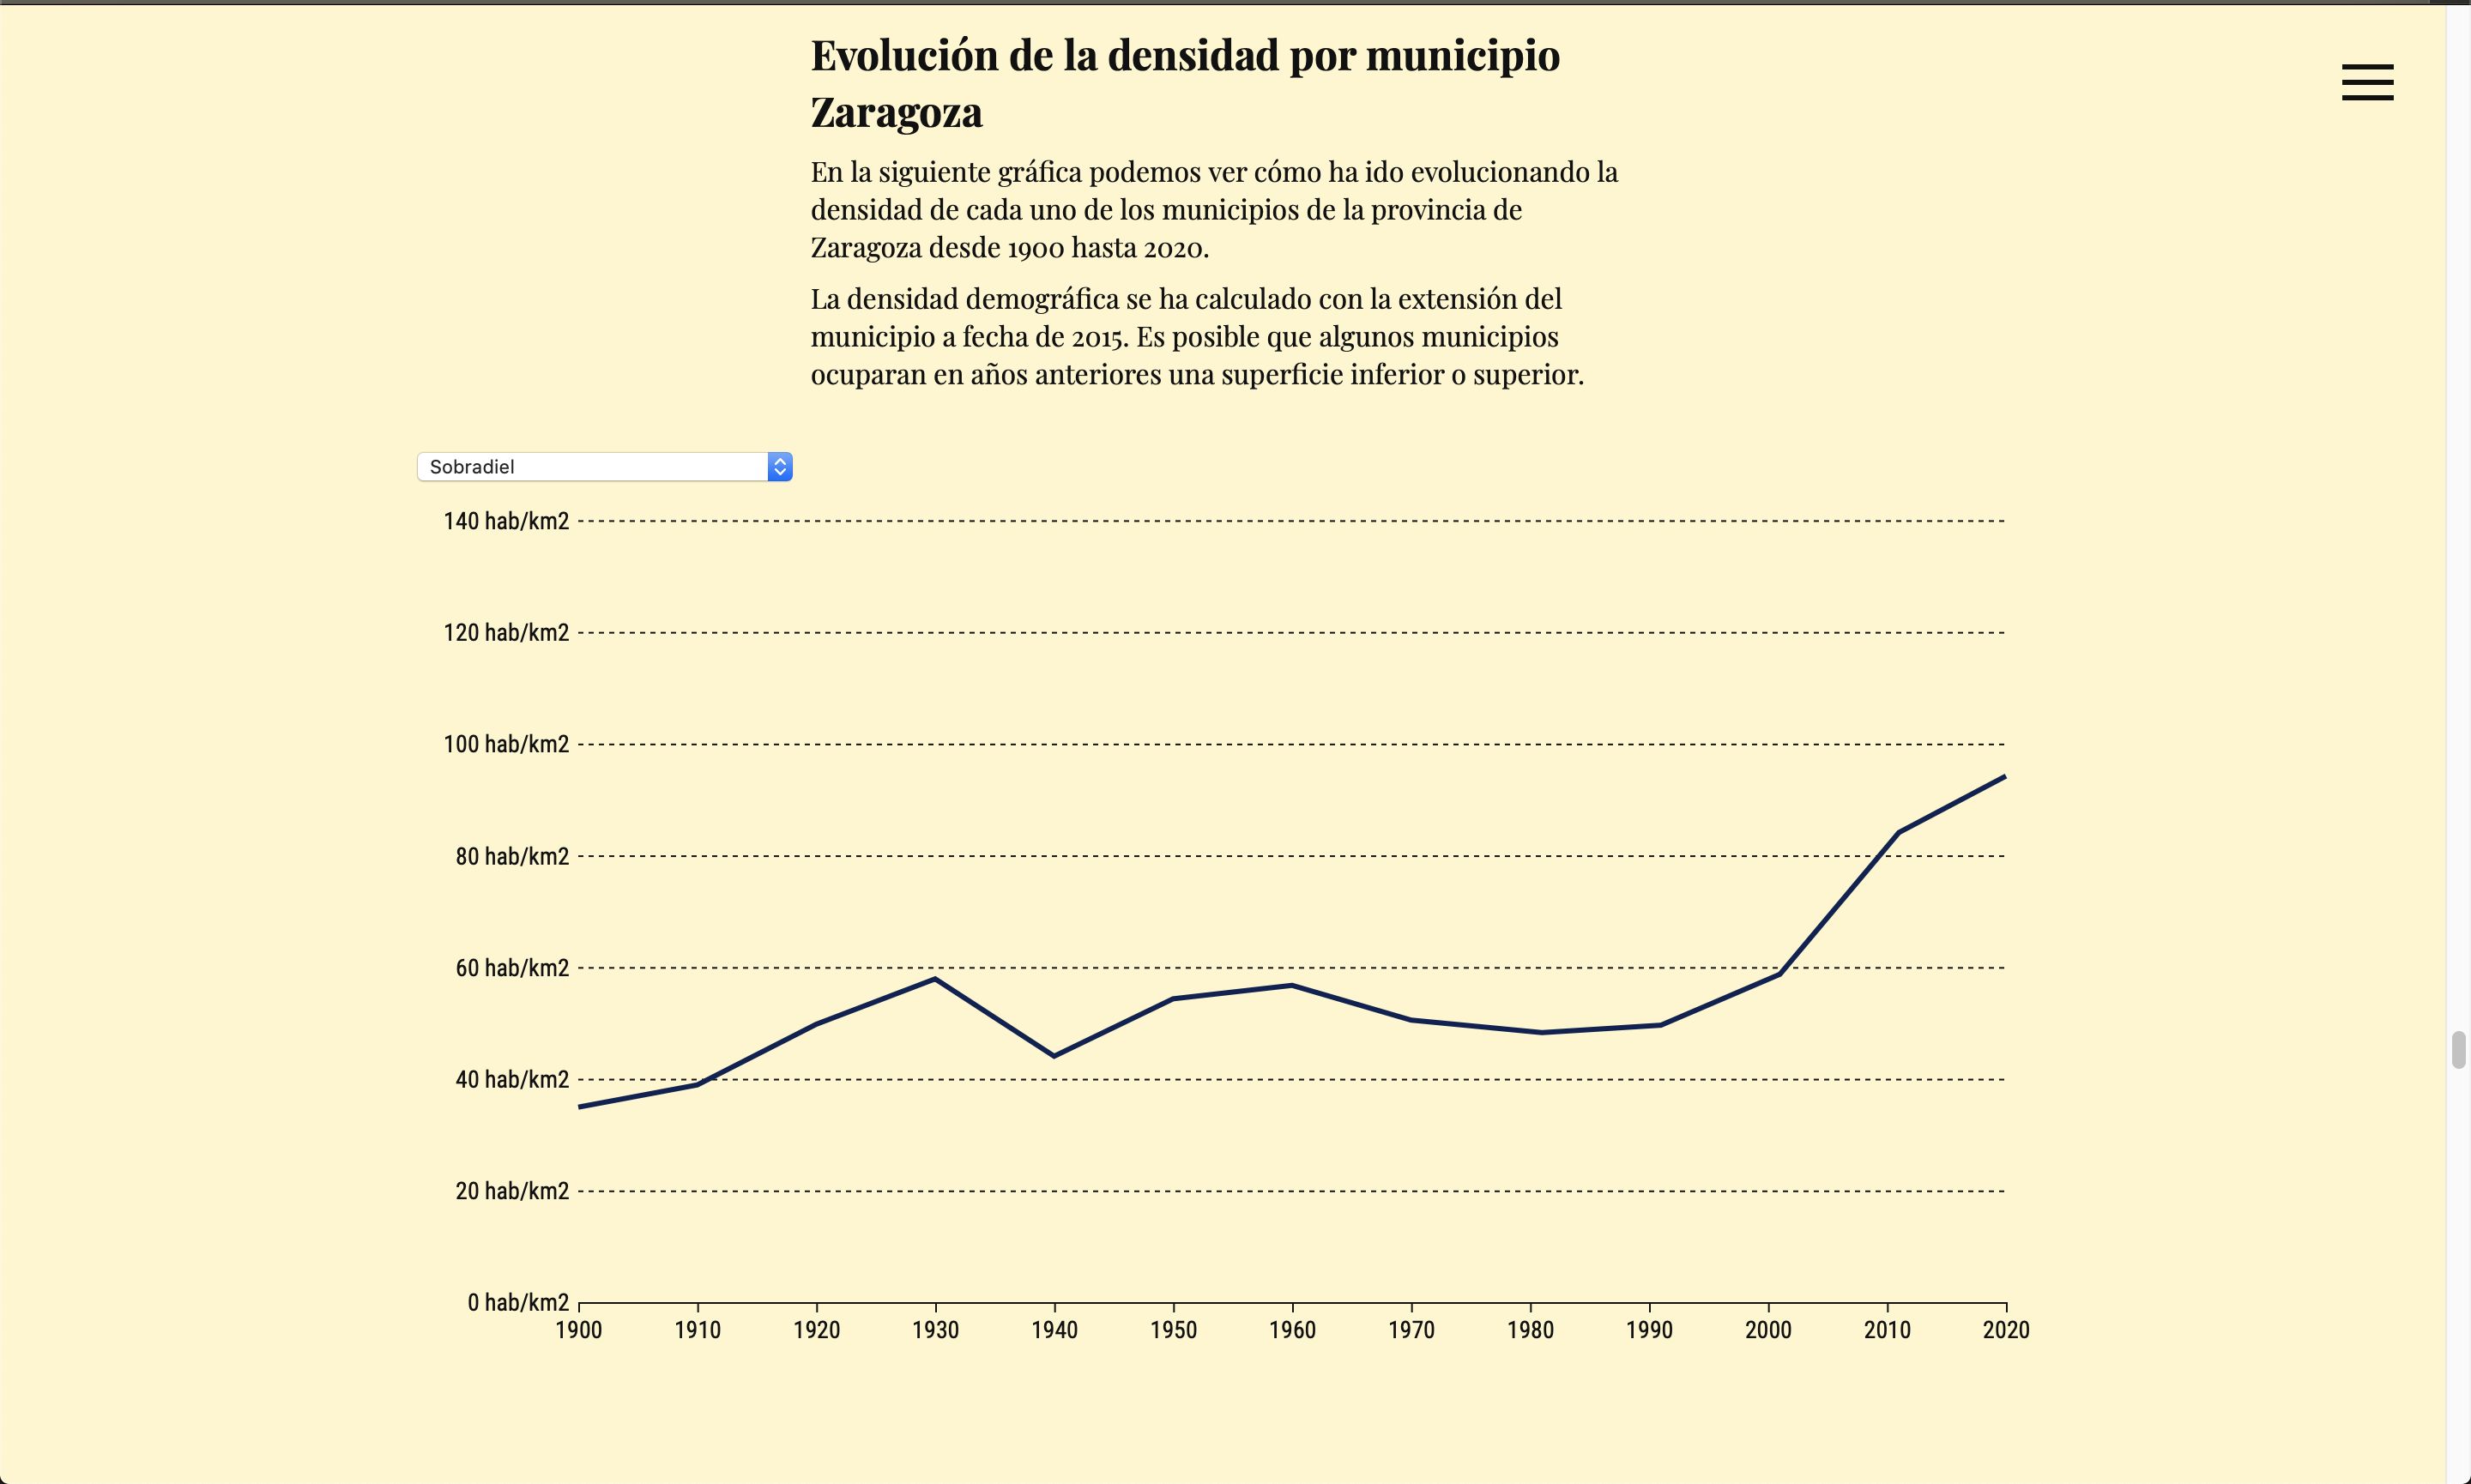 Evolución de la densidad por municipio
Zaragoza
En la siguiente gráfica podemos ver cómo ha ido evolucionando la
densidad de cada uno de los municipios de la provincia de
Zaragoza desde 1900 hasta 2020.
La densidad demográfica se ha calculado con la extensión del
municipio a fecha de 2015. Es posible que algunos municipios
ocuparan en años anteriores una superficie inferior o superior.
Sobradiel
140 hab/km2
120 hab/km2
100 hab/km2
80 hab/km2
60 hab/km2
40 hab/km2
20 hab/km2
0 hab/km2
1900 1910 1920 1930 1940 1950 1960 1970 1980 1990 2000 2010 2020